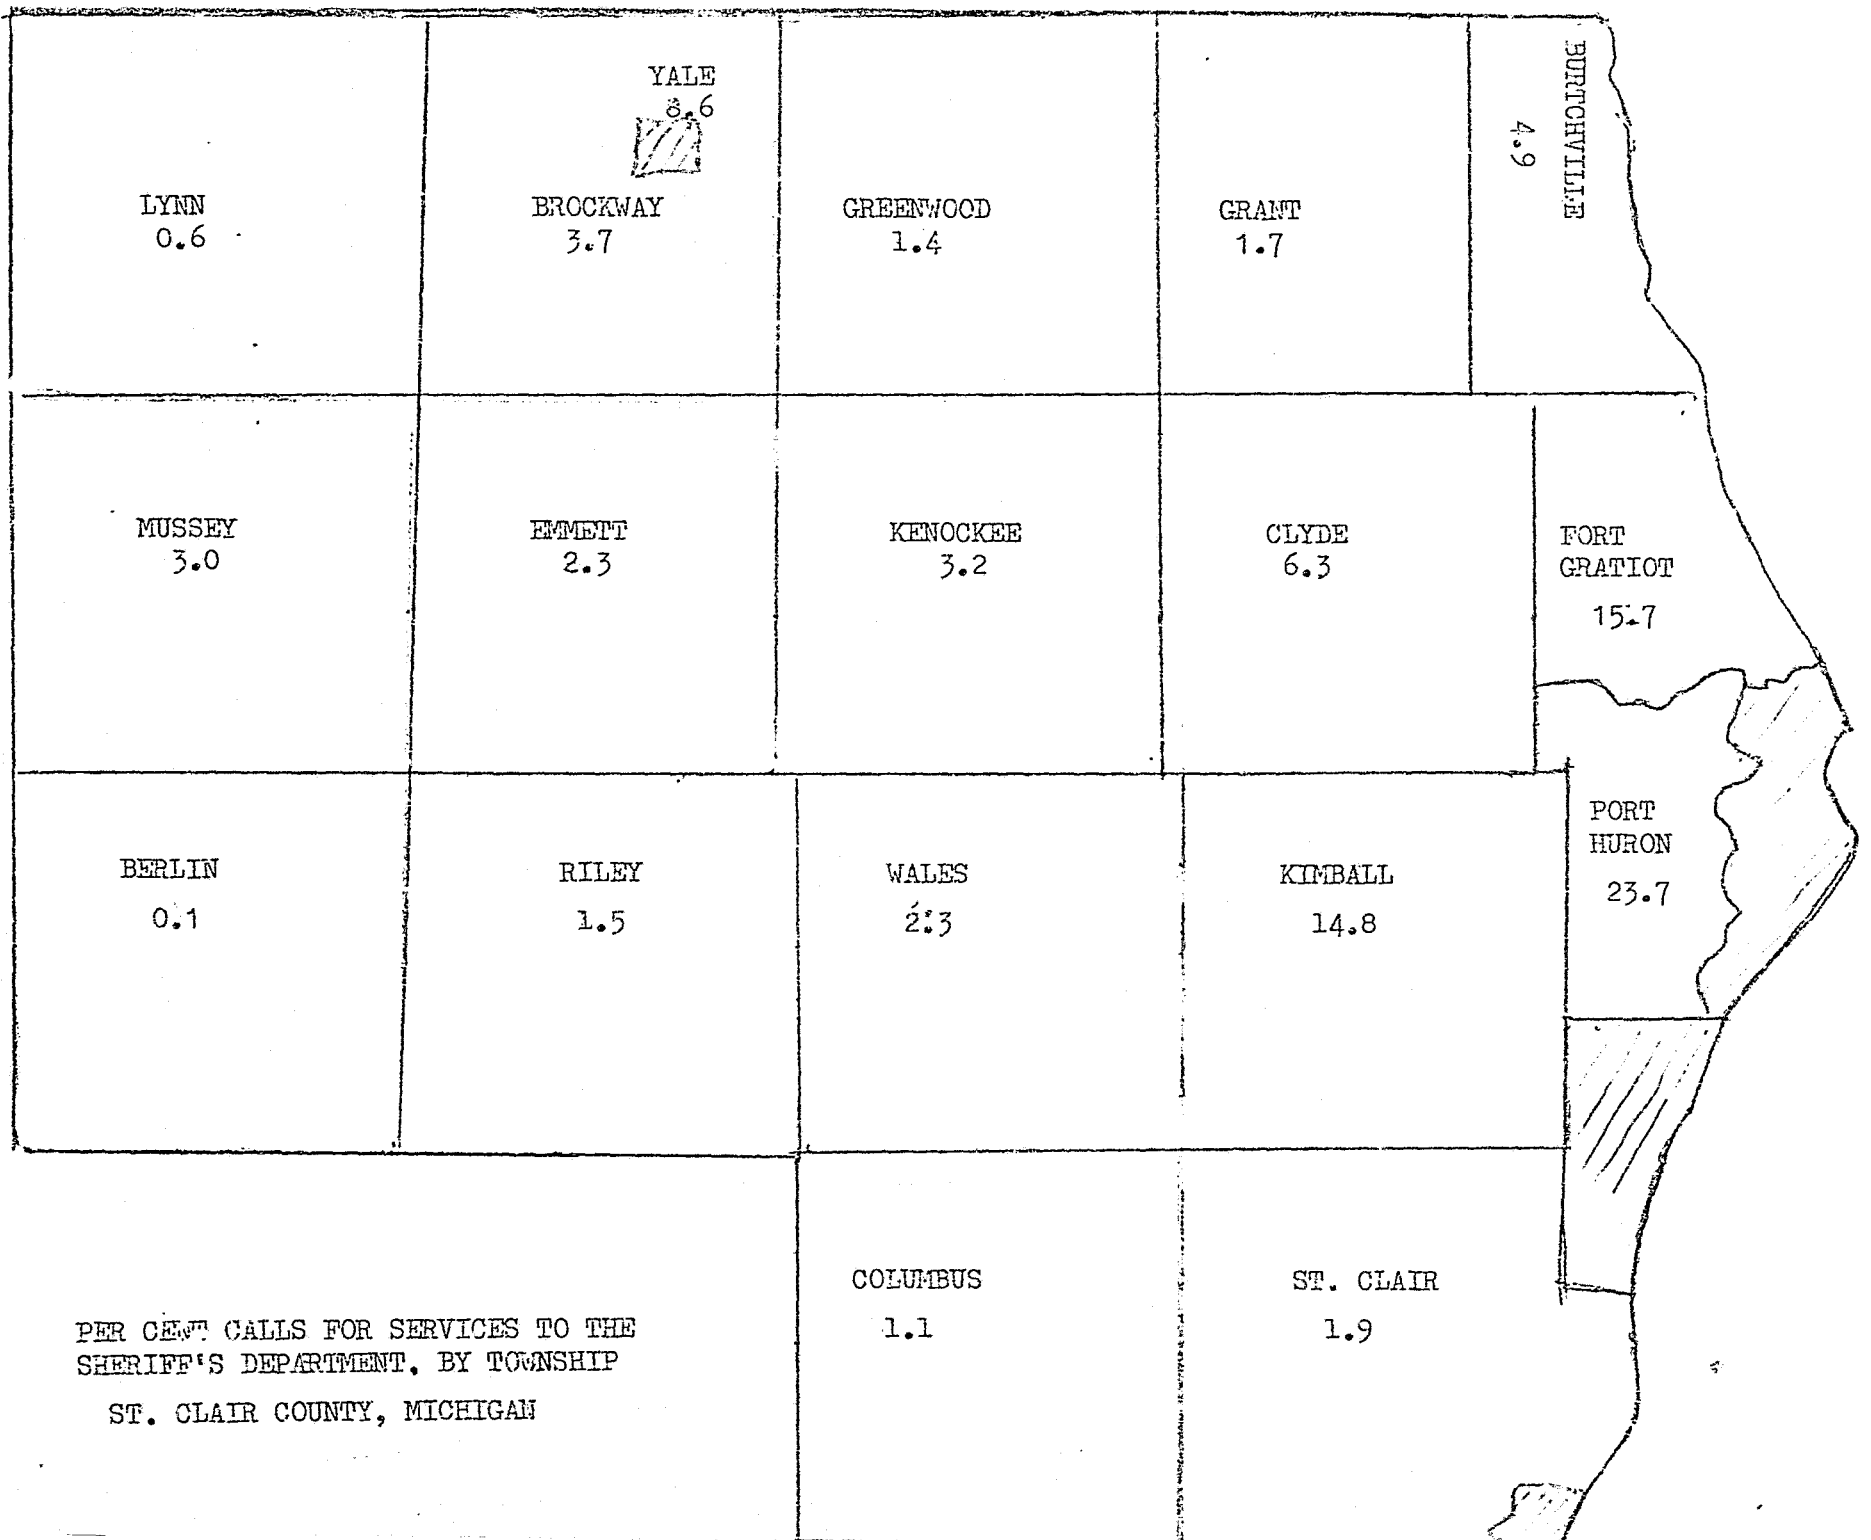 YALE
8.6
BURTCHVILLE
4.9
LYNN
0.6
BROCKWAY
3.7
GREENWOOD
1.4
GRANT
1.7
MUSSEY
3.0
EMMETT
2.3
KENOCKEE
3.2
CLYDE
6.3
FORT
GRATIOT
15.7
PORT
HURON
23.7
BERLIN
0.1
RILEY
1.5
WALES
2.3
KIMBALL
14.8
COLUMBUS
1.1
ST. CLAIR
1.9
PER CENT CALLS FOR SERVICES TO THE
SHERIFF'S DEPARTMENT. BY TOWNSHIP
ST. CLAIR COUNTY, MICHIGAN